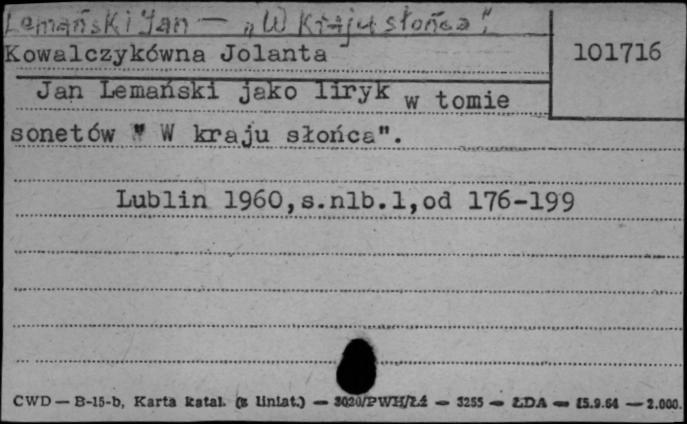 Lemański Jan — „W kraju słońca".
Kowalczykówna Jolanta
101716
Jan Lemański jako liryk w tomie
sonetów " W kraju słońca".
Lublin 1960,s.nlb.1,od 176-199
CWD — B-15-b, Karta katal. (z liniat.) — 3020/PWH/Łź — 3255 — ŁDA — 15.9.64 — 2.000.